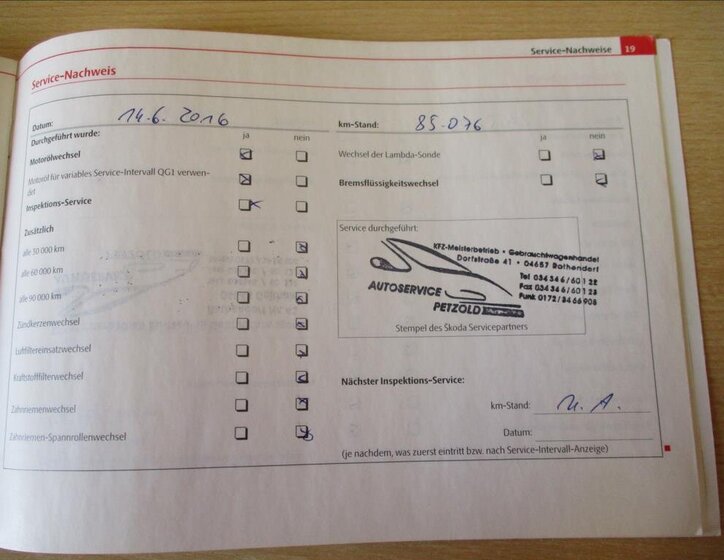 Service-Nachweise 19
Service-Nachweis
Datum: 14.6. 2016
km-Stand: 85.076
Durchgeführt wurde: ja nein
ja nein
Motorölwechsel
Wechsel der Lambda-Sonde
Motoröl für variables Service-Intervall QG1 verwen-
det
Bremsflüssigkeitswechsel
Inspektions-Service
Zusätzlich
alle 30 000 km
alle 60 000 km
alle 90 000 km
Zündkerzenwechsel
Luftfiltereinsatzwechsel
Kraftstofffilterwechsel
Zahnriemenwechsel
Zahnriemen-Spannrollenwechsel
Service durchgeführt:
KFZ-Meisterbetrieb • Gebrauchtwagenhandel
Dorfstraße 41 • 04657 Rathendorf
Tel 034346/601 22
Fax 034346/601 23
Funk 0172/3466908
AUTOSERVICE
PETZOLD
Stempel des Škoda Servicepartners
Nächster Inspektions-Service:
km-Stand: n. A.
Datum:
(je nachdem, was zuerst eintritt bzw. nach Service-Intervall-Anzeige)